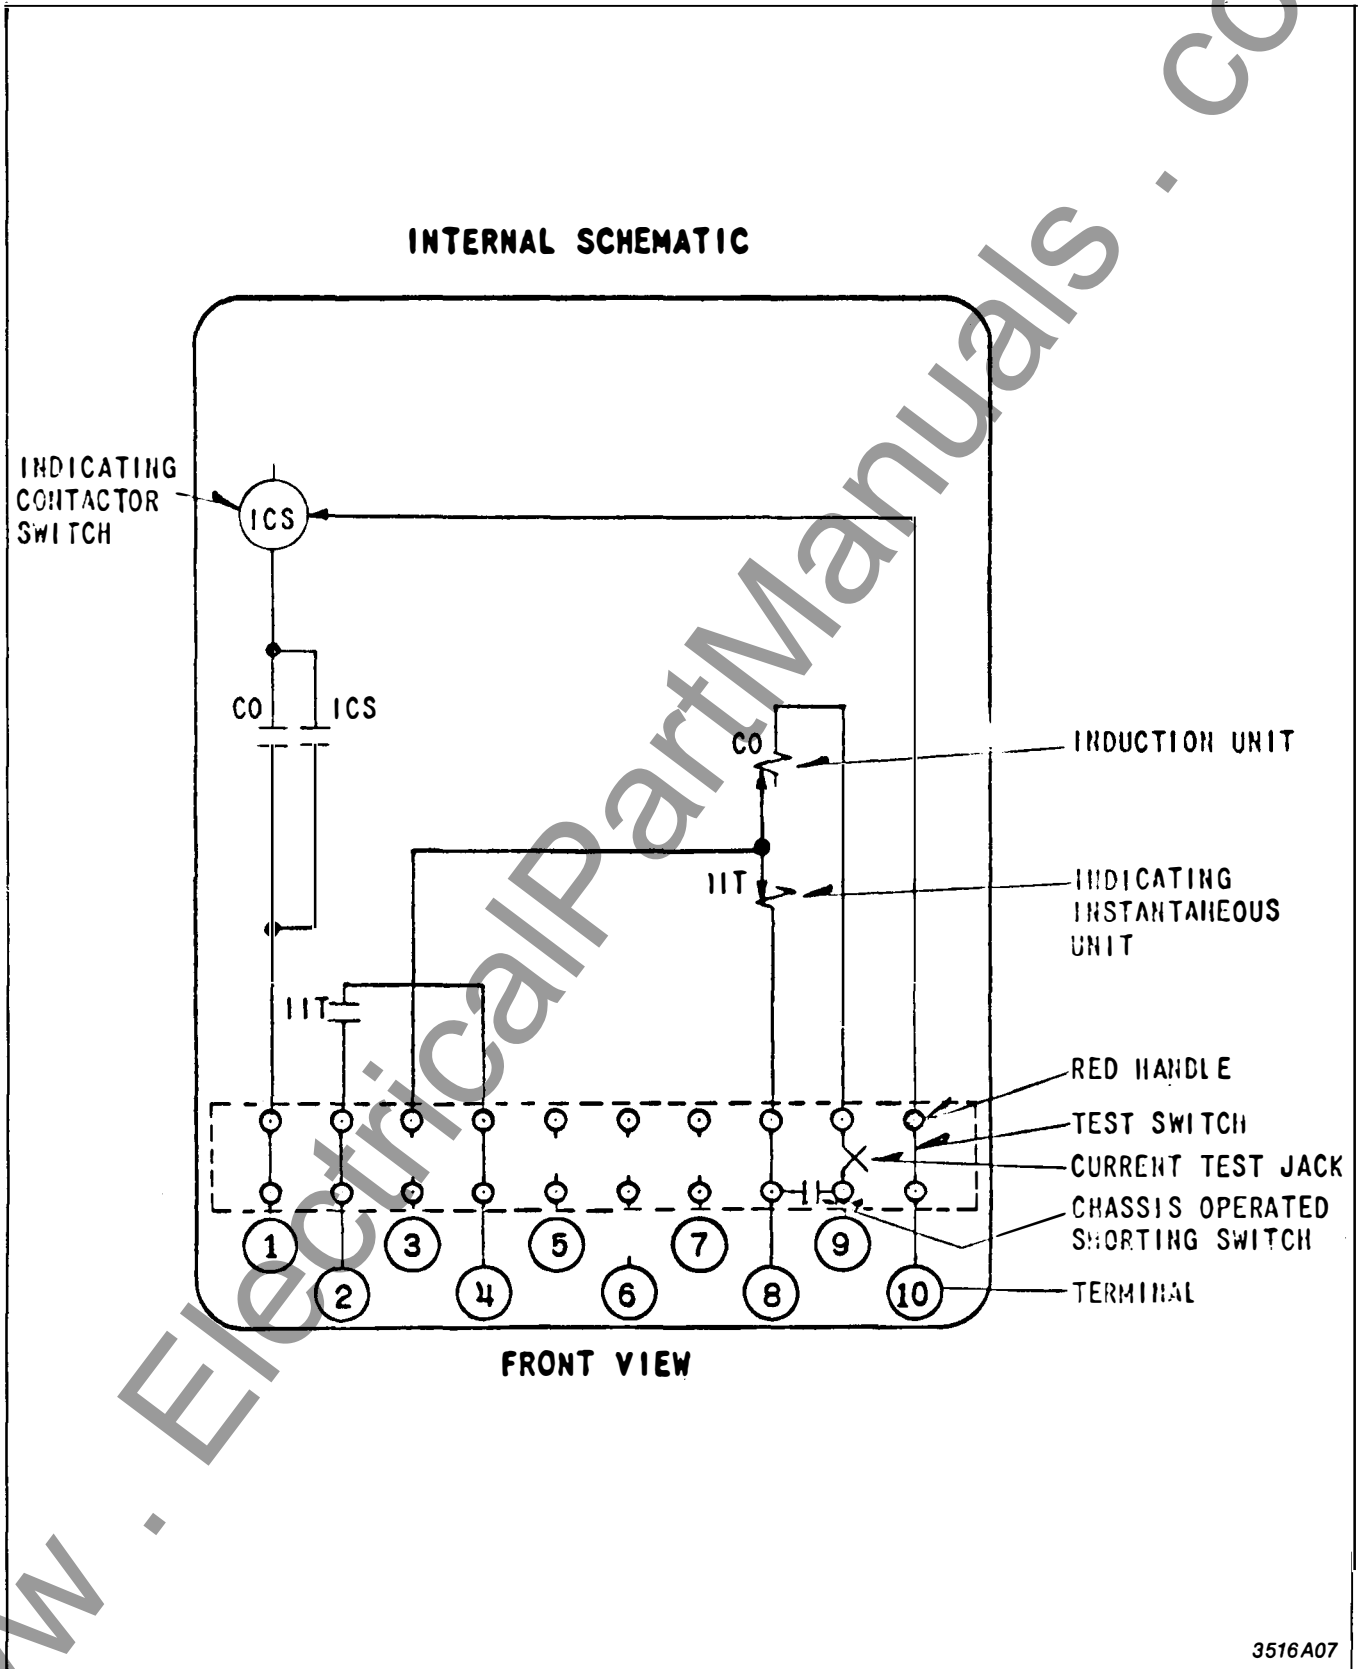 INTERNAL SCHEMATIC
INDICATING
CONTACTOR
SWITCH
ICS
CO
ICS
CO
INDUCTION UNIT
IIT
INDICATING
INSTANTANEOUS
UNIT
IIT
RED HANDLE
TEST SWITCH
CURRENT TEST JACK
CHASSIS OPERATED
SHORTING SWITCH
TERMINAL
1
2
3
4
5
6
7
8
9
10
FRONT VIEW
3516A07
w . ElectricalPartManuals . co